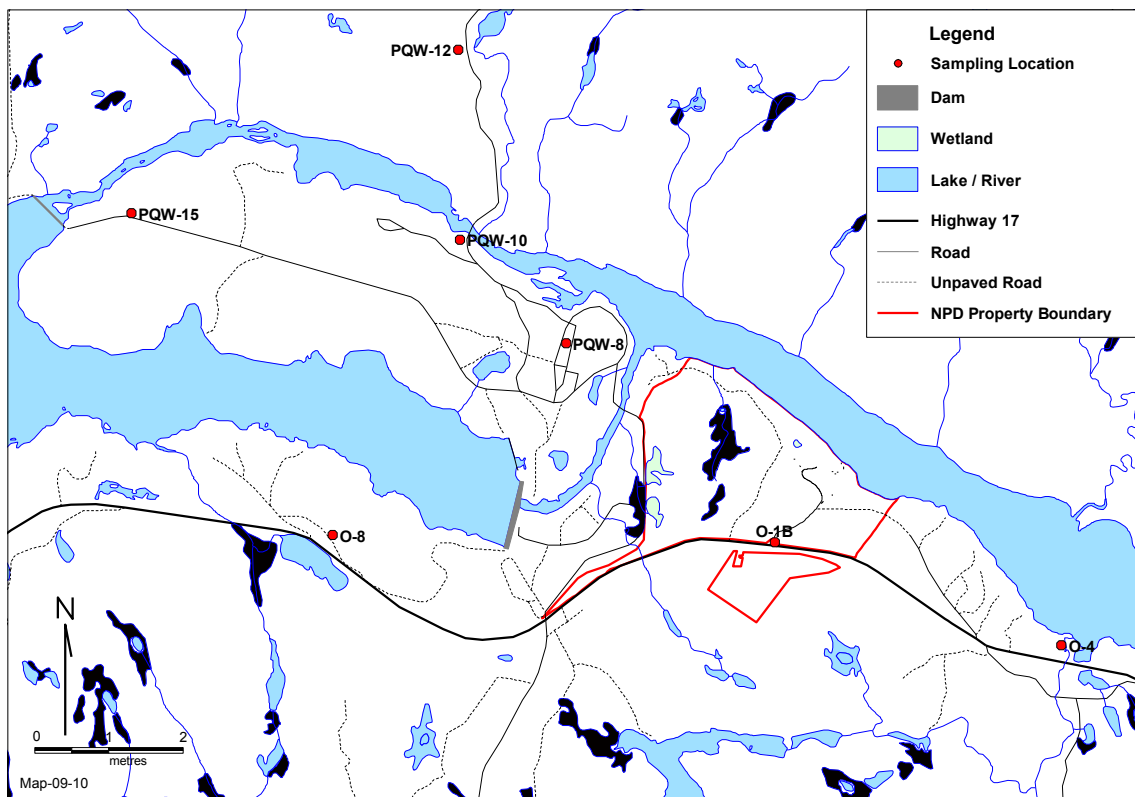 PQW-12
Legend
Sampling Location
Dam
Wetland
Lake / River
Highway 17
Road
Unpaved Road
NPD Property Boundary
PQW-15
PQW-10
PQW-8
O-8
O-1B
O-4
N
0 1 2
metres
Map-09-10